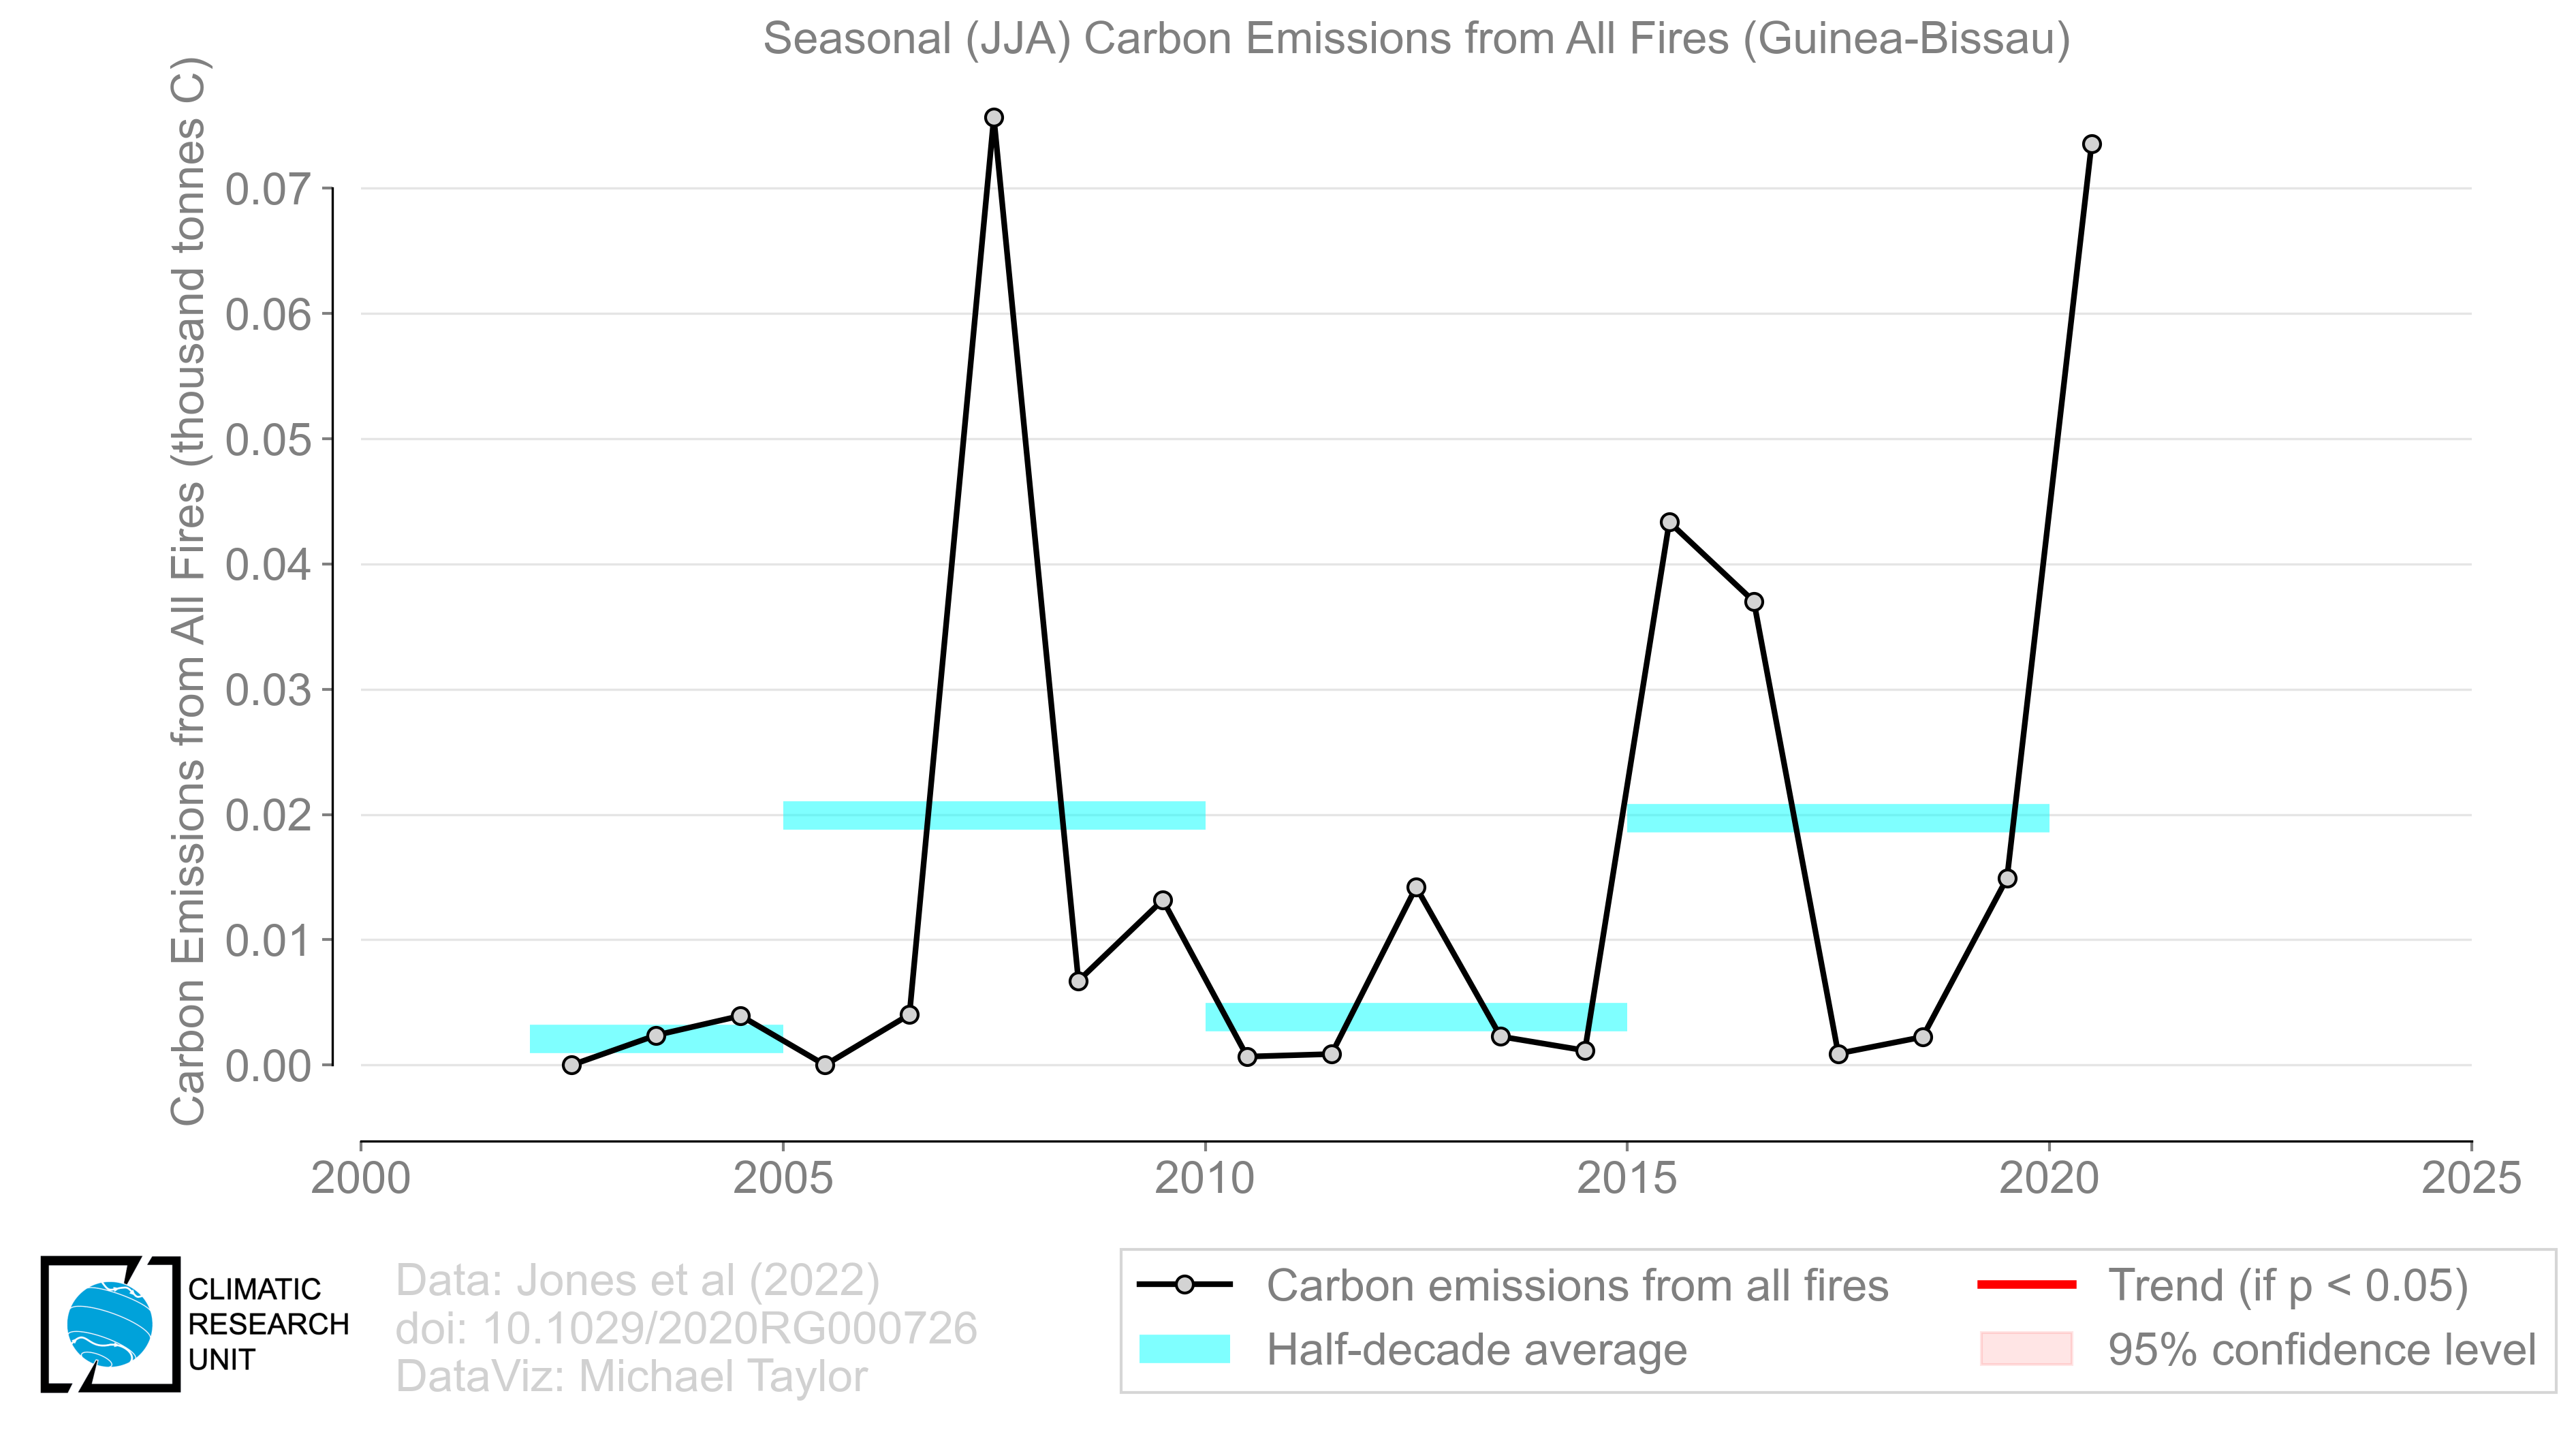 Seasonal (JJA) Carbon Emissions from All Fires (Guinea-Bissau)
Carbon Emissions from All Fires (thousand tonnes C)
0.07
0.06
0.05
0.04
0.03
0.02
0.01
0.00
2000
2005
2010
2015
2020
2025
CLIMATIC
RESEARCH
UNIT
Data: Jones et al (2022)
doi: 10.1029/2020RG000726
DataViz: Michael Taylor
Carbon emissions from all fires
Half-decade average
Trend (if p < 0.05)
95% confidence level